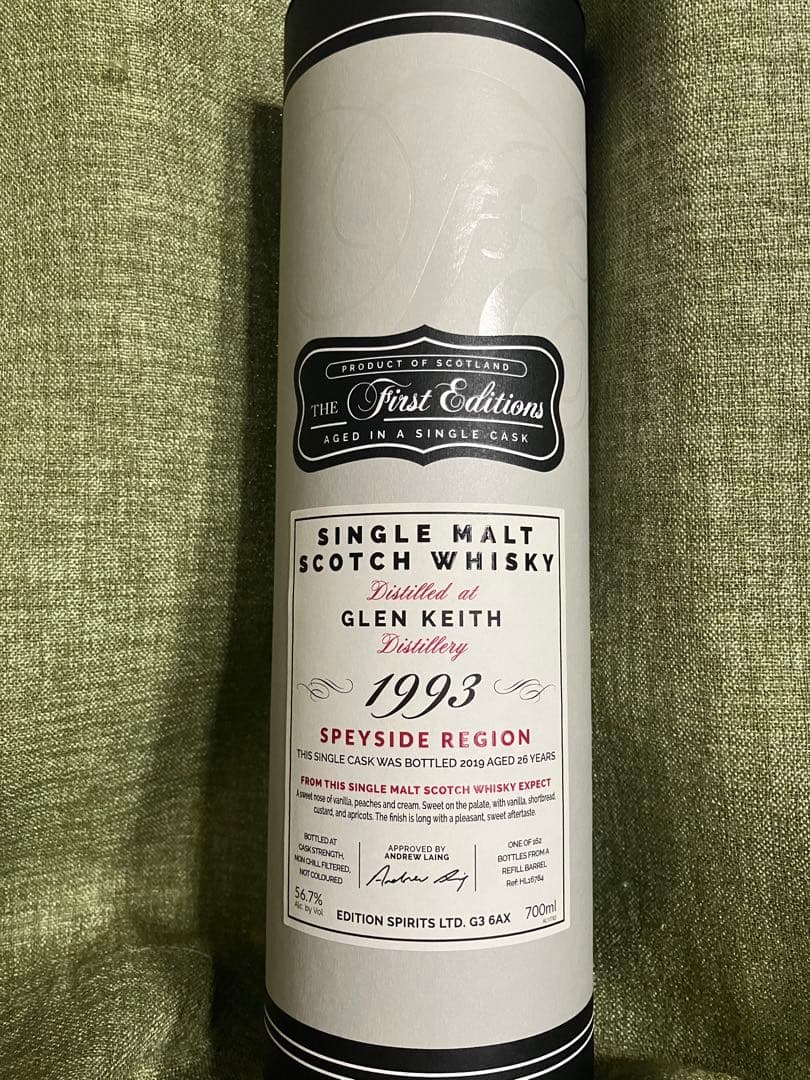 PRODUCT OF SCOTLAND
THE First Editions
AGED IN A SINGLE CASK
SINGLE MALT
SCOTCH WHISKY
Distilled at
GLEN KEITH
Distillery
1993
SPEYSIDE REGION
THIS SINGLE CASK WAS BOTTLED 2019 AGED 26 YEARS
FROM THIS SINGLE MALT SCOTCH WHISKY EXPECT
A sweet nose of vanilla, peaches and cream. Sweet on the palate, with vanilla, shortbread,
custard, and apricots. The finish is long with a pleasant, sweet aftertaste.
BOTTLED AT
CASK STRENGTH,
NON CHILL FILTERED,
NOT COLOURED
APPROVED BY
ANDREW LAING
ONE OF 162
BOTTLES FROM A
REFILL BARREL
Ref: HL16784
56.7%
Alc. by Vol
EDITION SPIRITS LTD. G3 6AX
700ml